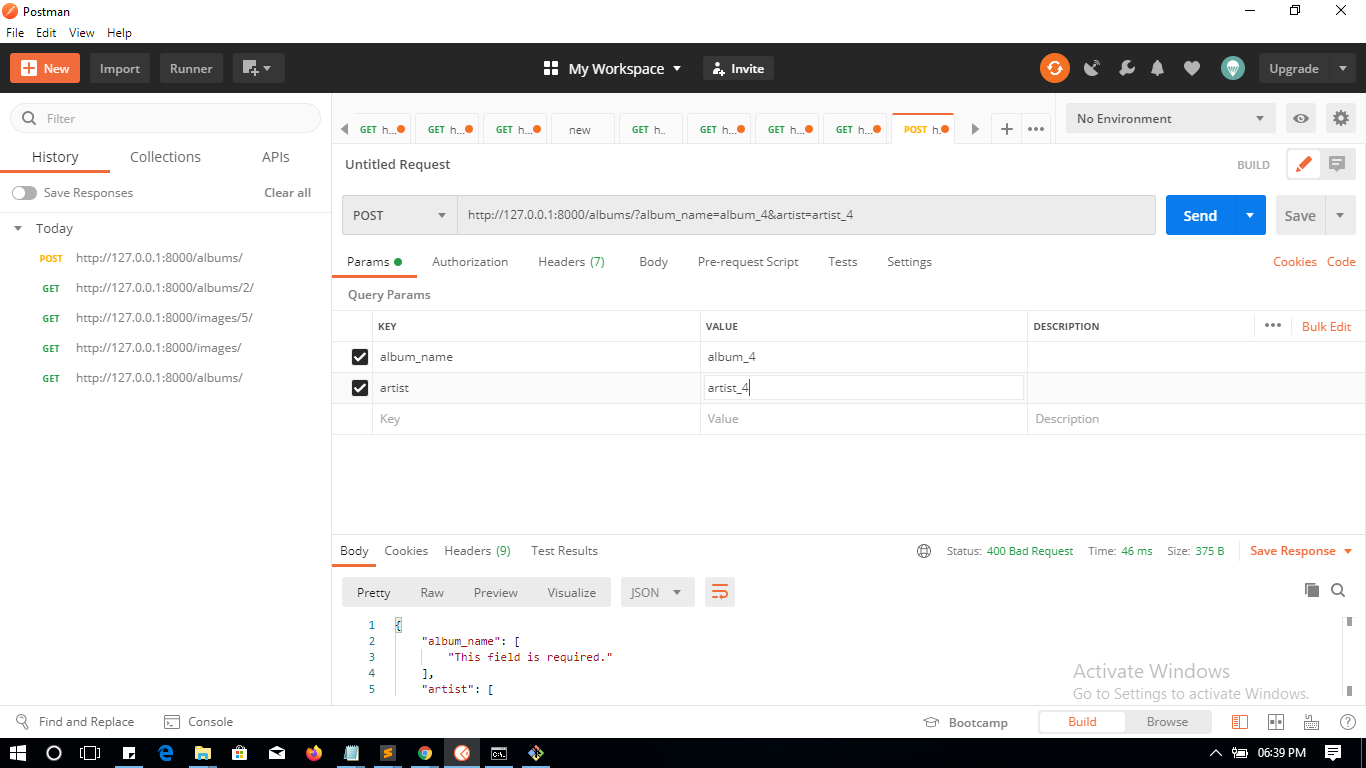 Postman
File Edit View Help
New Import Runner My Workspace Invite Upgrade
Filter
History Collections APIs
Save Responses Clear all
Today
POST http://127.0.0.1:8000/albums/
GET http://127.0.0.1:8000/albums/2/
GET http://127.0.0.1:8000/images/5/
GET http://127.0.0.1:8000/images/
GET http://127.0.0.1:8000/albums/
GET h... GET h... GET h... new GET h.. GET h... GET h... GET h... POST h. No Environment
Untitled Request BUILD
POST http://127.0.0.1:8000/albums/?album_name=album_4&artist=artist_4 Send Save
Params Authorization Headers (7) Body Pre-request Script Tests Settings Cookies Code
Query Params
KEY VALUE DESCRIPTION Bulk Edit
album_name album_4
artist artist_4
Key Value Description
Body Cookies Headers (9) Test Results Status: 400 Bad Request Time: 46 ms Size: 375 B Save Response
Pretty Raw Preview Visualize JSON
1 {
2 "album_name": [
3 "This field is required."
4 ],
5 "artist": [
Activate Windows
Go to Settings to activate Windows.
Find and Replace Console Bootcamp Build Browse
06:39 PM